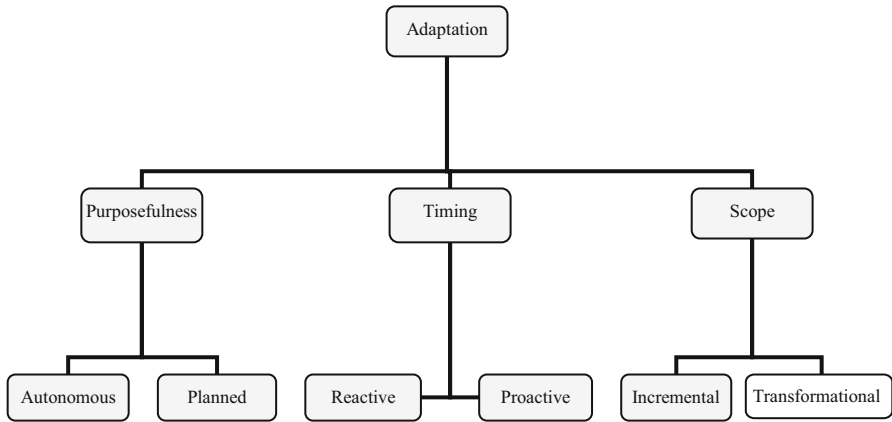 Adaptation
Purposefulness
Timing
Scope
Autonomous
Planned
Reactive
Proactive
Incremental
Transformational